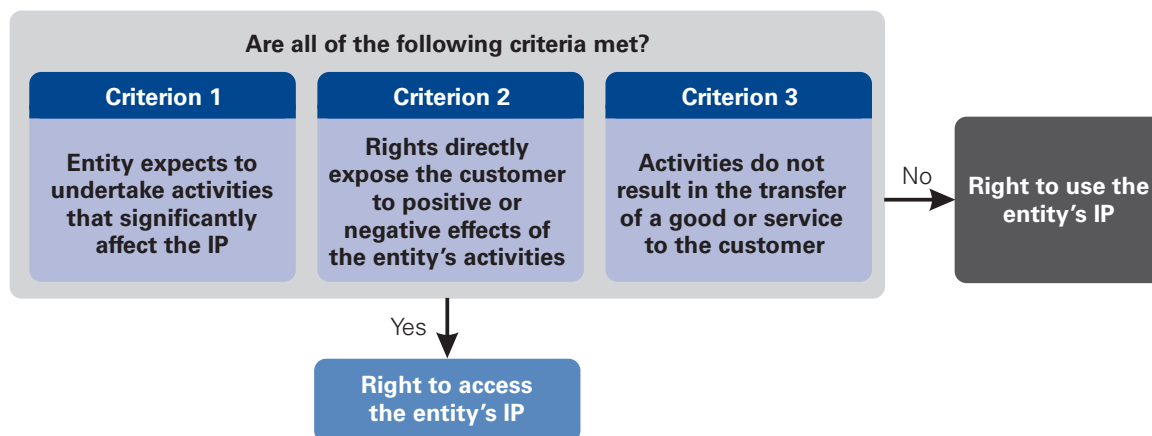 Are all of the following criteria met?
Criterion 1
Entity expects to
undertake activities
that significantly
affect the IP
Criterion 2
Rights directly
expose the customer
to positive or
negative effects of
the entity’s activities
Criterion 3
Activities do not
result in the transfer
of a good or service
to the customer
No
Right to use the
entity’s IP
Yes
Right to access
the entity’s IP